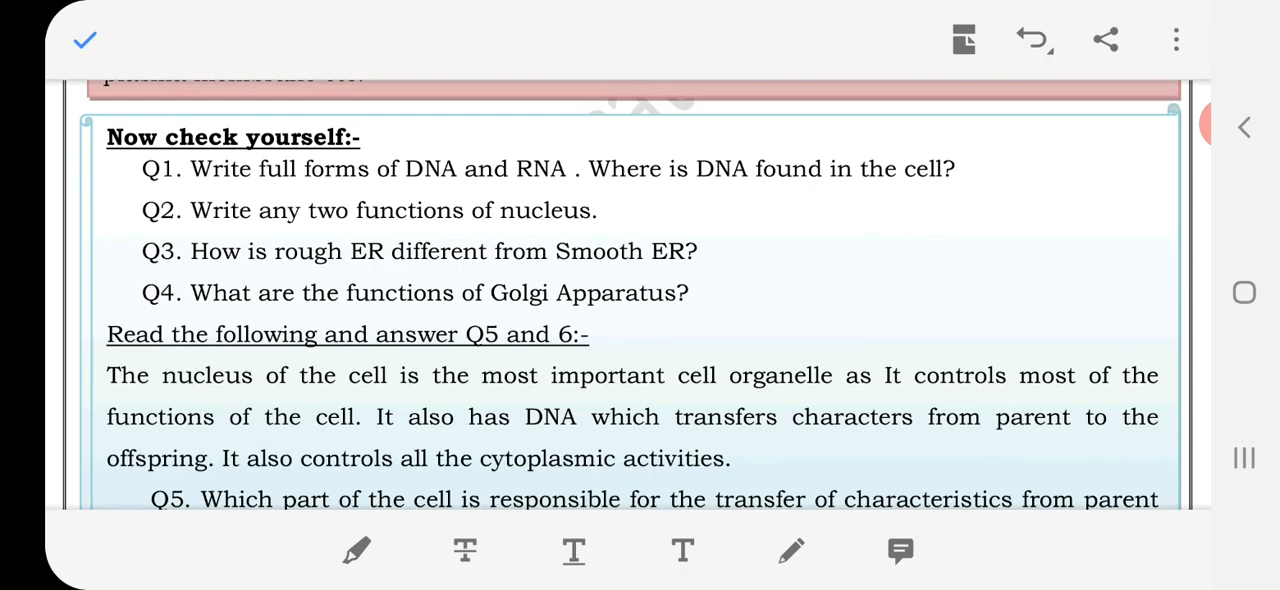 Now check yourself:-
Q1. Write full forms of DNA and RNA . Where is DNA found in the cell?
Q2. Write any two functions of nucleus.
Q3. How is rough ER different from Smooth ER?
Q4. What are the functions of Golgi Apparatus?
Read the following and answer Q5 and 6:-
The nucleus of the cell is the most important cell organelle as It controls most of the
functions of the cell. It also has DNA which transfers characters from parent to the
offspring. It also controls all the cytoplasmic activities.
Q5. Which part of the cell is responsible for the transfer of characteristics from parent